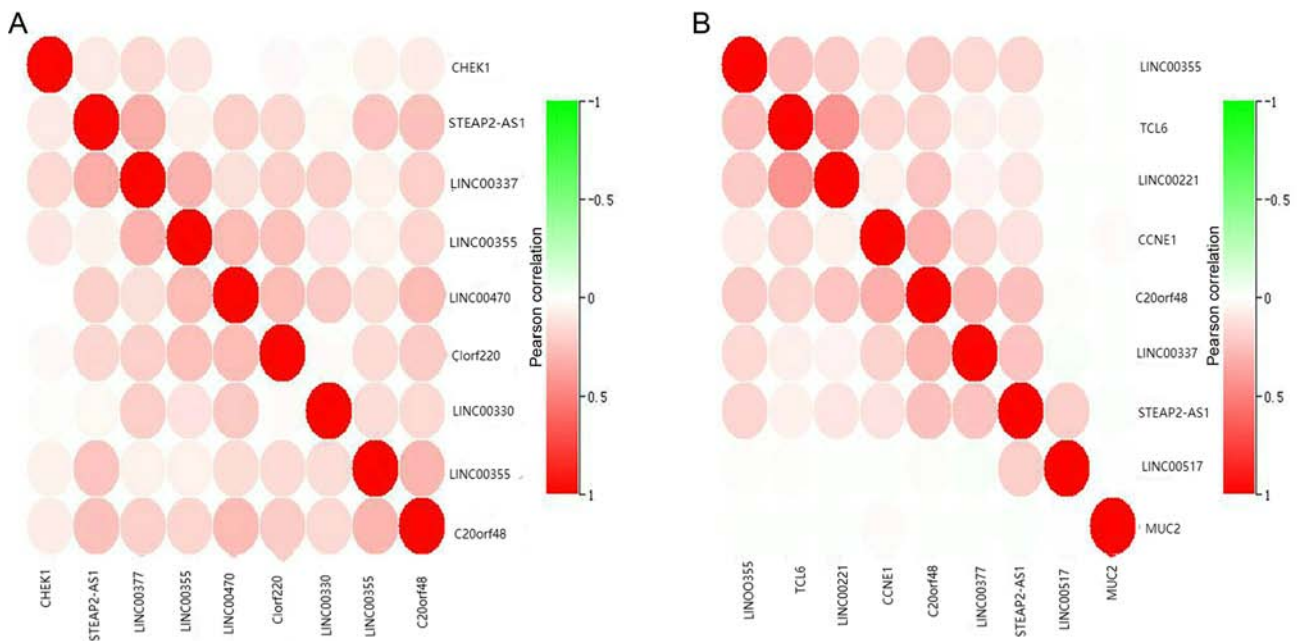 A
CHEK1
STEAP2-AS1
LINC00337
LINC00355
LINC00470
Clorf220
LINC00330
LINC00355
C20orf48
-1
-0.5
0
0.5
1
Pearson correlation
CHEK1
STEAP2-AS1
LINC00377
LINC00355
LINC00470
Clorf220
LINC00330
LINC00355
C20orf48
B
LINC00355
TCL6
LINC00221
CCNE1
C20orf48
LINC00337
STEAP2-AS1
LINC00517
MUC2
-1
-0.5
0
0.5
1
Pearson correlation
LINOO355
TCL6
LINC00221
CCNE1
C20orf48
LINC00377
STEAP2-AS1
LINC00517
MUC2